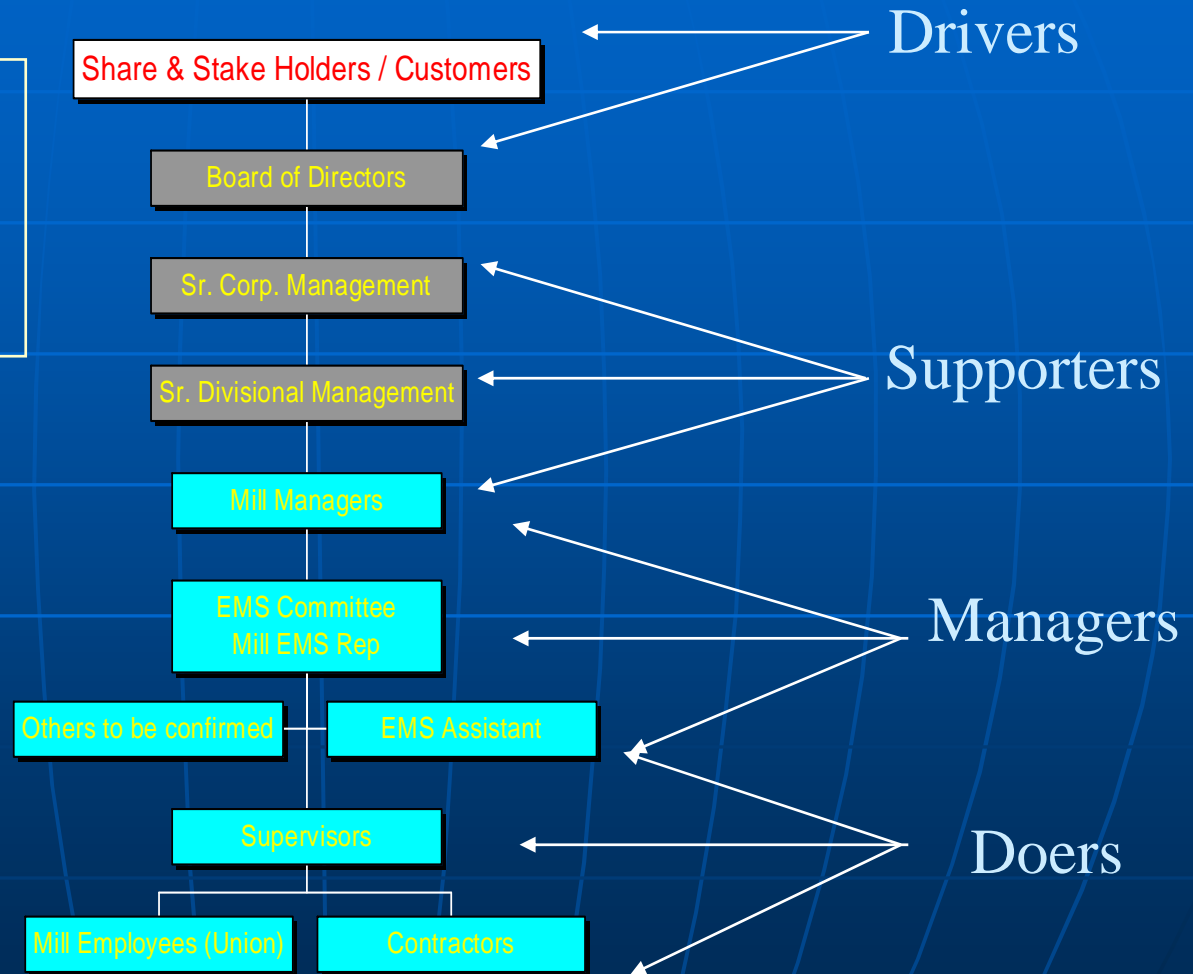 Drivers
Share & Stake Holders / Customers
Board of Directors
Sr. Corp. Management
Supporters
Sr. Divisional Management
Mill Managers
EMS Committee
Mill EMS Rep
Managers
Others to be confirmed
EMS Assistant
Supervisors
Doers
Mill Employees (Union)
Contractors